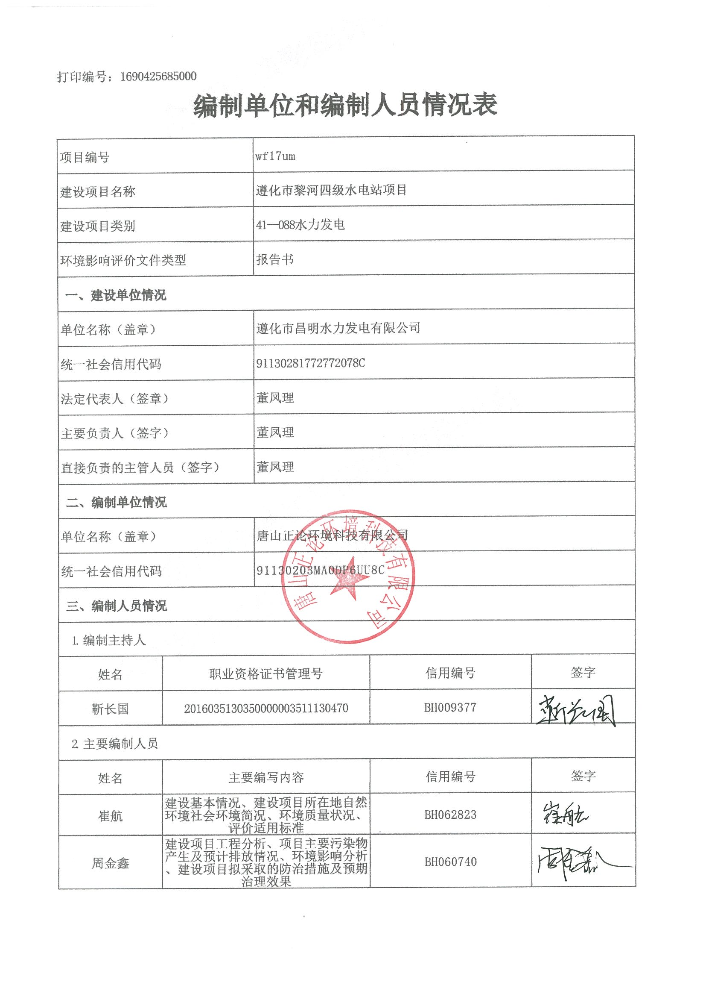 打印编号：1690425685000
编制单位和编制人员情况表
项目编号 wf17um
建设项目名称 遵化市黎河四级水电站项目
建设项目类别 41—088水力发电
环境影响评价文件类型 报告书
一、建设单位情况
单位名称（盖章） 遵化市昌明水力发电有限公司
统一社会信用代码 91130281772772078C
法定代表人（签章） 董凤理
主要负责人（签字） 董凤理
直接负责的主管人员（签字） 董凤理
二、编制单位情况
单位名称（盖章） 唐山正论环境科技有限公司
统一社会信用代码 91130203MA0DP6UU8C
唐山正论环境科技有限公司
三、编制人员情况
1.编制主持人
姓名 职业资格证书管理号 信用编号 签字
靳长国 2016035130350000003511130470 BH009377 靳长国
2.主要编制人员
姓名 主要编写内容 信用编号 签字
崔航 建设基本情况、建设项目所在地自然
环境社会环境简况、环境质量状况、
评价适用标准 BH062823 崔航
周金鑫 建设项目工程分析、项目主要污染物
产生及预计排放情况、环境影响分析
、建设项目拟采取的防治措施及预期
治理效果 BH060740 周金鑫